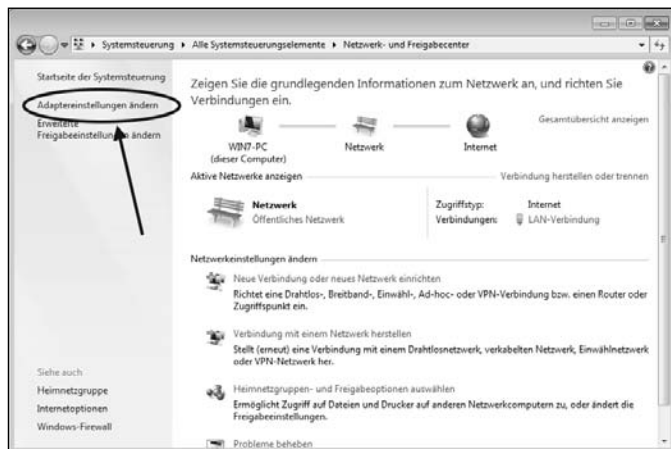 Systemsteuerung Alle Systemsteuerungselemente Netzwerk- und Freigabecenter
Startseite der Systemsteuerung
Adaptereinstellungen ändern
Erweiterte
Freigabeeinstellungen ändern
Zeigen Sie die grundlegenden Informationen zum Netzwerk an, und richten Sie
Verbindungen ein.
Gesamtübersicht anzeigen
WIN7-PC
(dieser Computer)
Netzwerk
Internet
Aktive Netzwerke anzeigen
Verbindung herstellen oder trennen
Netzwerk
Öffentliches Netzwerk
Zugriffstyp: Internet
Verbindungen: LAN-Verbindung
Netzwerkeinstellungen ändern
Neue Verbindung oder neues Netzwerk einrichten
Richtet eine Drahtlos-, Breitband-, Einwähl-, Ad-hoc- oder VPN-Verbindung bzw. einen Router oder
Zugriffspunkt ein.
Verbindung mit einem Netzwerk herstellen
Stellt (erneut) eine Verbindung mit einem Drahtlosnetzwerk, verkabelten Netzwerk, Einwählnetzwerk
oder VPN-Netzwerk her.
Heimnetzgruppen- und Freigabeoptionen auswählen
Ermöglicht Zugriff auf Dateien und Drucker auf anderen Netzwerkcomputern zu, oder ändert die
Freigabeeinstellungen.
Probleme beheben
Siehe auch
Heimnetzgruppe
Internetoptionen
Windows-Firewall